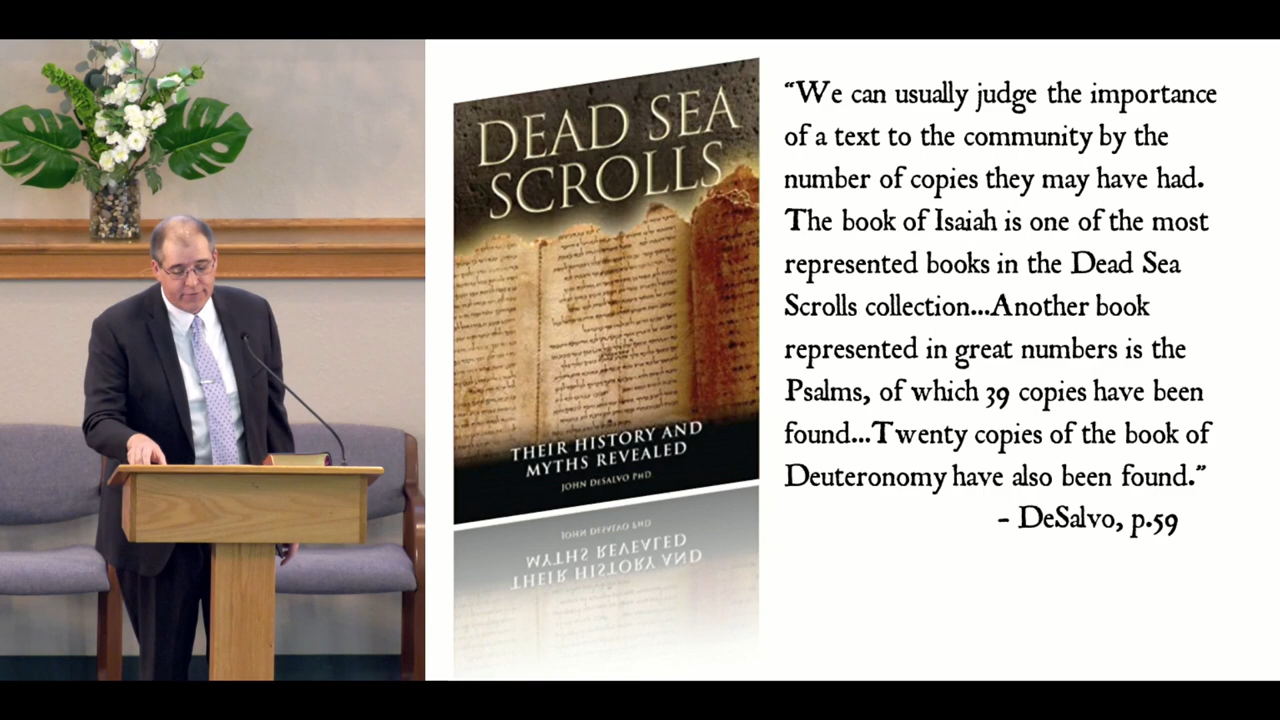 DEAD SEA
SCROLLS
THEIR HISTORY AND
MYTHS REVEALED
JOHN DESALVO PHD
“We can usually judge the importance
of a text to the community by the
number of copies they may have had.
The book of Isaiah is one of the most
represented books in the Dead Sea
Scrolls collection...Another book
represented in great numbers is the
Psalms, of which 39 copies have been
found...Twenty copies of the book of
Deuteronomy have also been found.”
- DeSalvo, p.59